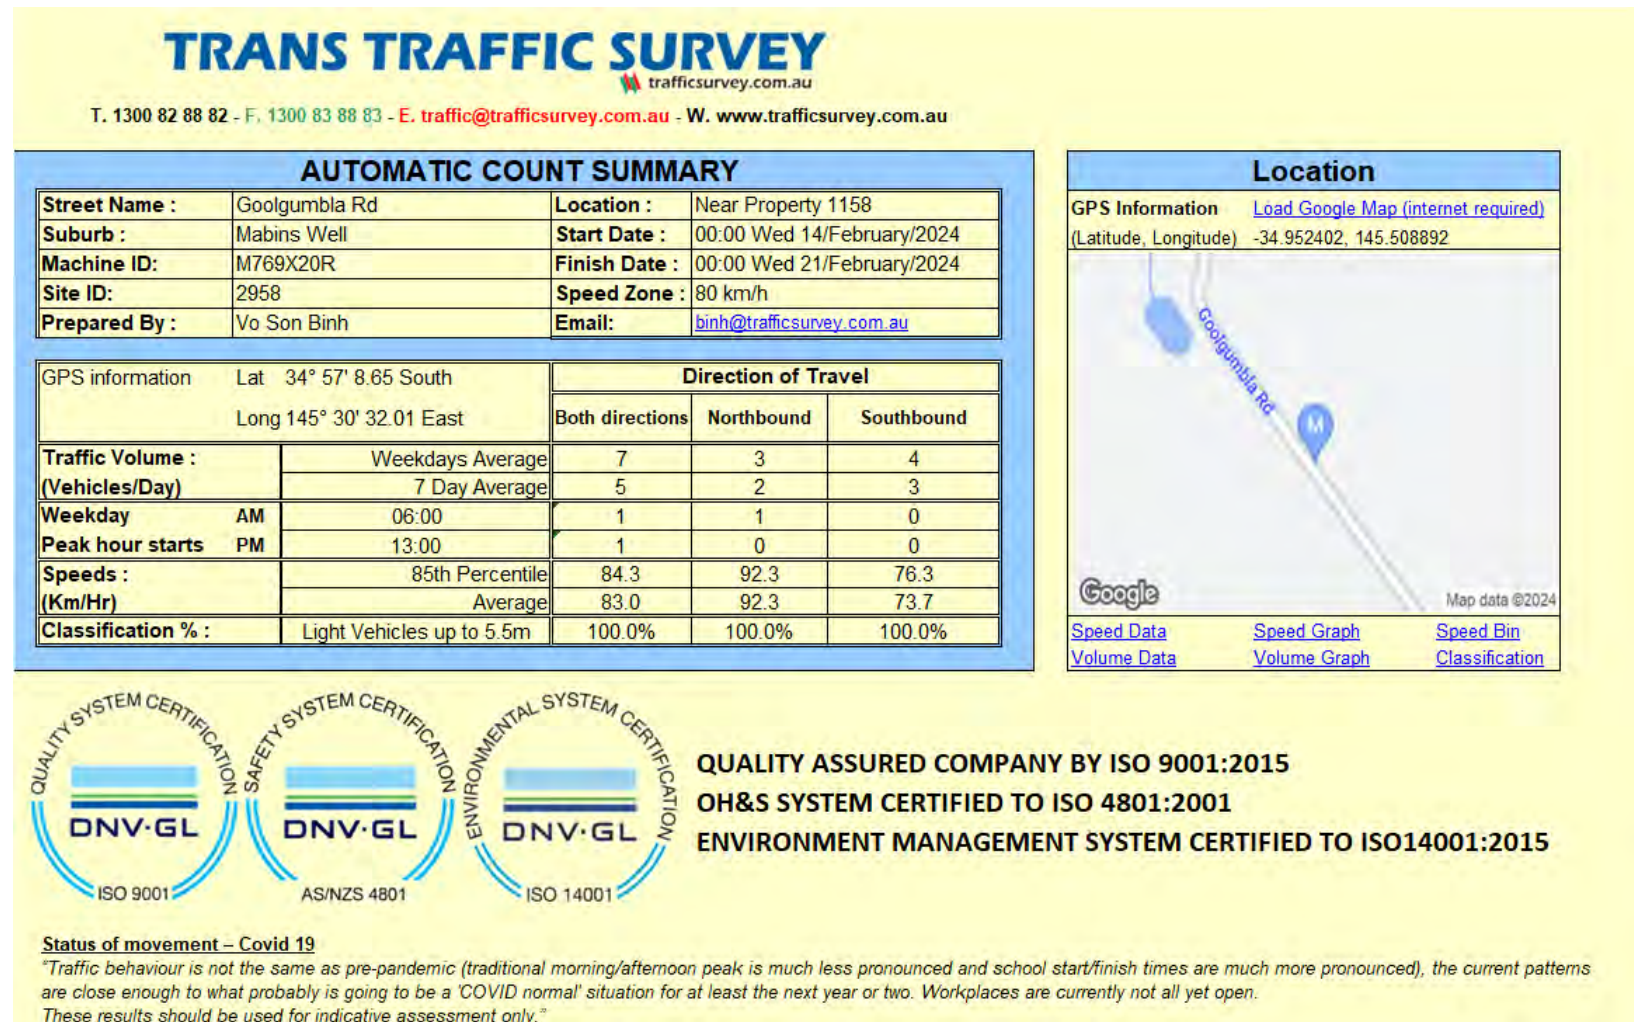 TRANS TRAFFIC SURVEY
trafficsurvey.com.au
T. 1300 82 88 82 - F. 1300 83 88 83 - E. traffic@trafficsurvey.com.au - W. www.trafficsurvey.com.au
AUTOMATIC COUNT SUMMARY
Street Name : Goolgumbla Rd Location : Near Property 1158
Suburb : Mabins Well Start Date : 00:00 Wed 14/February/2024
Machine ID: M769X20R Finish Date : 00:00 Wed 21/February/2024
Site ID: 2958 Speed Zone : 80 km/h
Prepared By : Vo Son Binh Email: binh@trafficsurvey.com.au
GPS information Lat 34° 57' 8.65 South Direction of Travel
Long 145° 30' 32.01 East Both directions Northbound Southbound
Traffic Volume : Weekdays Average 7 3 4
(Vehicles/Day) 7 Day Average 5 2 3
Weekday AM 06:00 1 1 0
Peak hour starts PM 13:00 1 0 0
Speeds : 85th Percentile 84.3 92.3 76.3
(Km/Hr) Average 83.0 92.3 73.7
Classification % : Light Vehicles up to 5.5m 100.0% 100.0% 100.0%
Location
GPS Information Load Google Map (internet required)
(Latitude, Longitude) -34.952402, 145.508892
Goolgumbla Rd
M
Google Map data ©2024
Speed Data Speed Graph Speed Bin
Volume Data Volume Graph Classification
QUALITY SYSTEM CERTIFICATION
DNV·GL
ISO 9001
SAFETY SYSTEM CERTIFICATION
DNV·GL
AS/NZS 4801
ENVIRONMENTAL SYSTEM CERTIFICATION
DNV·GL
ISO 14001
QUALITY ASSURED COMPANY BY ISO 9001:2015
OH&S SYSTEM CERTIFIED TO ISO 4801:2001
ENVIRONMENT MANAGEMENT SYSTEM CERTIFIED TO ISO14001:2015
Status of movement – Covid 19
"Traffic behaviour is not the same as pre-pandemic (traditional morning/afternoon peak is much less pronounced and school start/finish times are much more pronounced), the current patterns
are close enough to what probably is going to be a 'COVID normal' situation for at least the next year or two. Workplaces are currently not all yet open.
These results should be used for indicative assessment only."